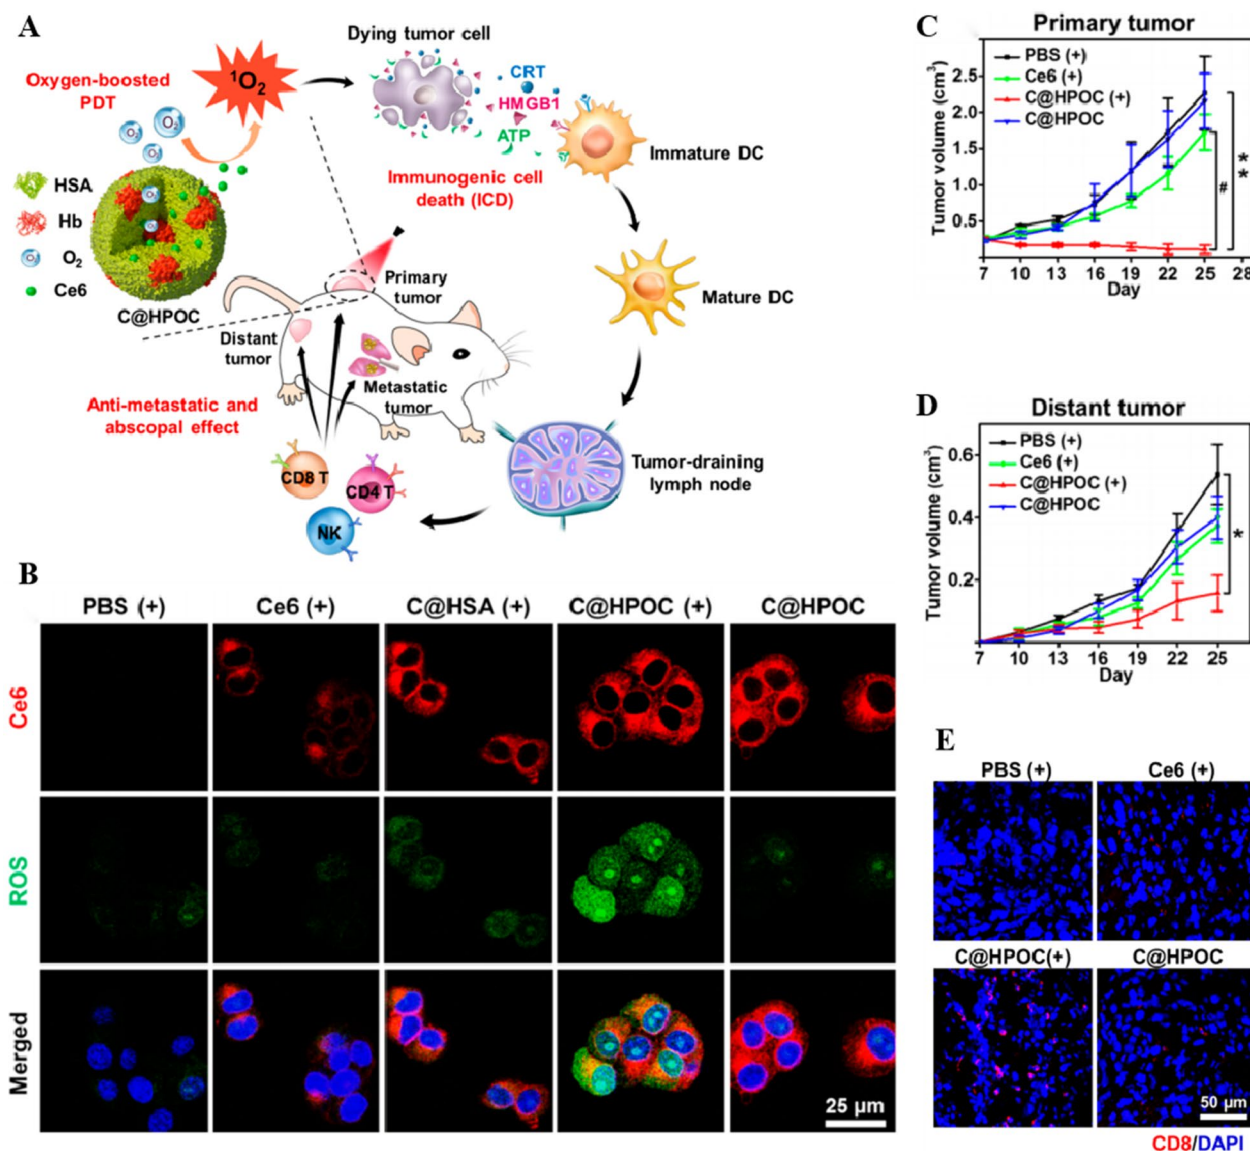 A
Dying tumor cell
Oxygen-boosted
PDT
¹O₂
CRT
HMGB1
ATP
O₂
Immature DC
Immunogenic cell
death (ICD)
HSA
Hb
O₂
Ce6
O₂
O₂
C@HPOC
Primary
tumor
Mature DC
Distant
tumor
Metastatic
tumor
Anti-metastatic and
abscopal effect
CD8 T
CD4 T
NK
Tumor-draining
lymph node
B
PBS (+)
Ce6 (+)
C@HSA (+)
C@HPOC (+)
C@HPOC
Ce6
ROS
Merged
25 μm
C
Primary tumor
PBS (+)
Ce6 (+)
C@HPOC (+)
C@HPOC
Tumor volume (cm³)
2.5
2.0
1.5
1.0
0.5
#
**
7 10 13 16 19 22 25 28
Day
D
Distant tumor
PBS (+)
Ce6 (+)
C@HPOC (+)
C@HPOC
Tumor volume (cm³)
0.6
0.4
0.2
*
7 10 13 16 19 22 25
Day
E
PBS (+)
Ce6 (+)
C@HPOC(+)
C@HPOC
50 μm
CD8/DAPI